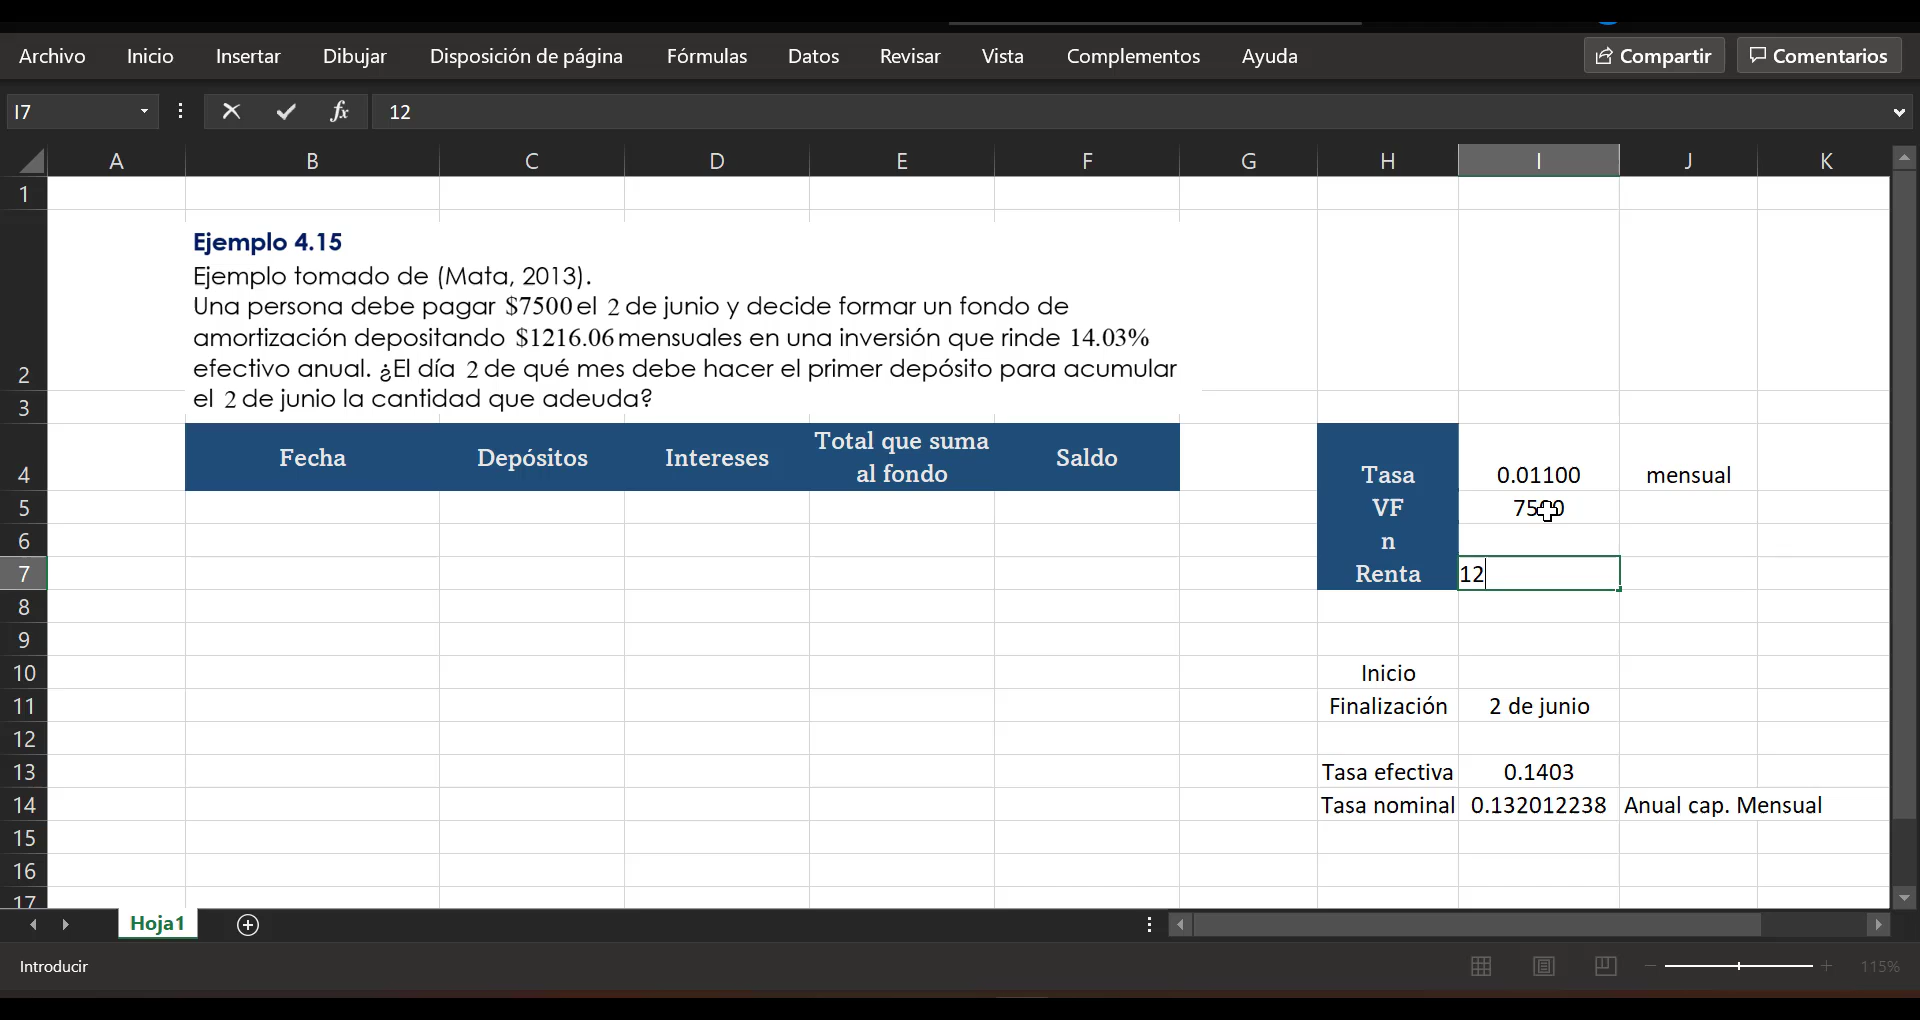 Archivo Inicio Insertar Dibujar Disposición de página Fórmulas Datos Revisar Vista Complementos Ayuda Compartir Comentarios
I7 fx 12
A B C D E F G H I J K
1
Ejemplo 4.15
Ejemplo tomado de (Mata, 2013).
Una persona debe pagar $7500 el 2 de junio y decide formar un fondo de
amortización depositando $1216.06 mensuales en una inversión que rinde 14.03%
efectivo anual. ¿El día 2 de qué mes debe hacer el primer depósito para acumular
2
el 2 de junio la cantidad que adeuda?
3
4 Fecha Depósitos Intereses Total que suma al fondo Saldo Tasa 0.01100 mensual
5 VF 7500
6 n
7 Renta 12
8
9
10 Inicio
11 Finalización 2 de junio
12
13 Tasa efectiva 0.1403
14 Tasa nominal 0.132012238 Anual cap. Mensual
15
16
17
Hoja1
Introducir 115%